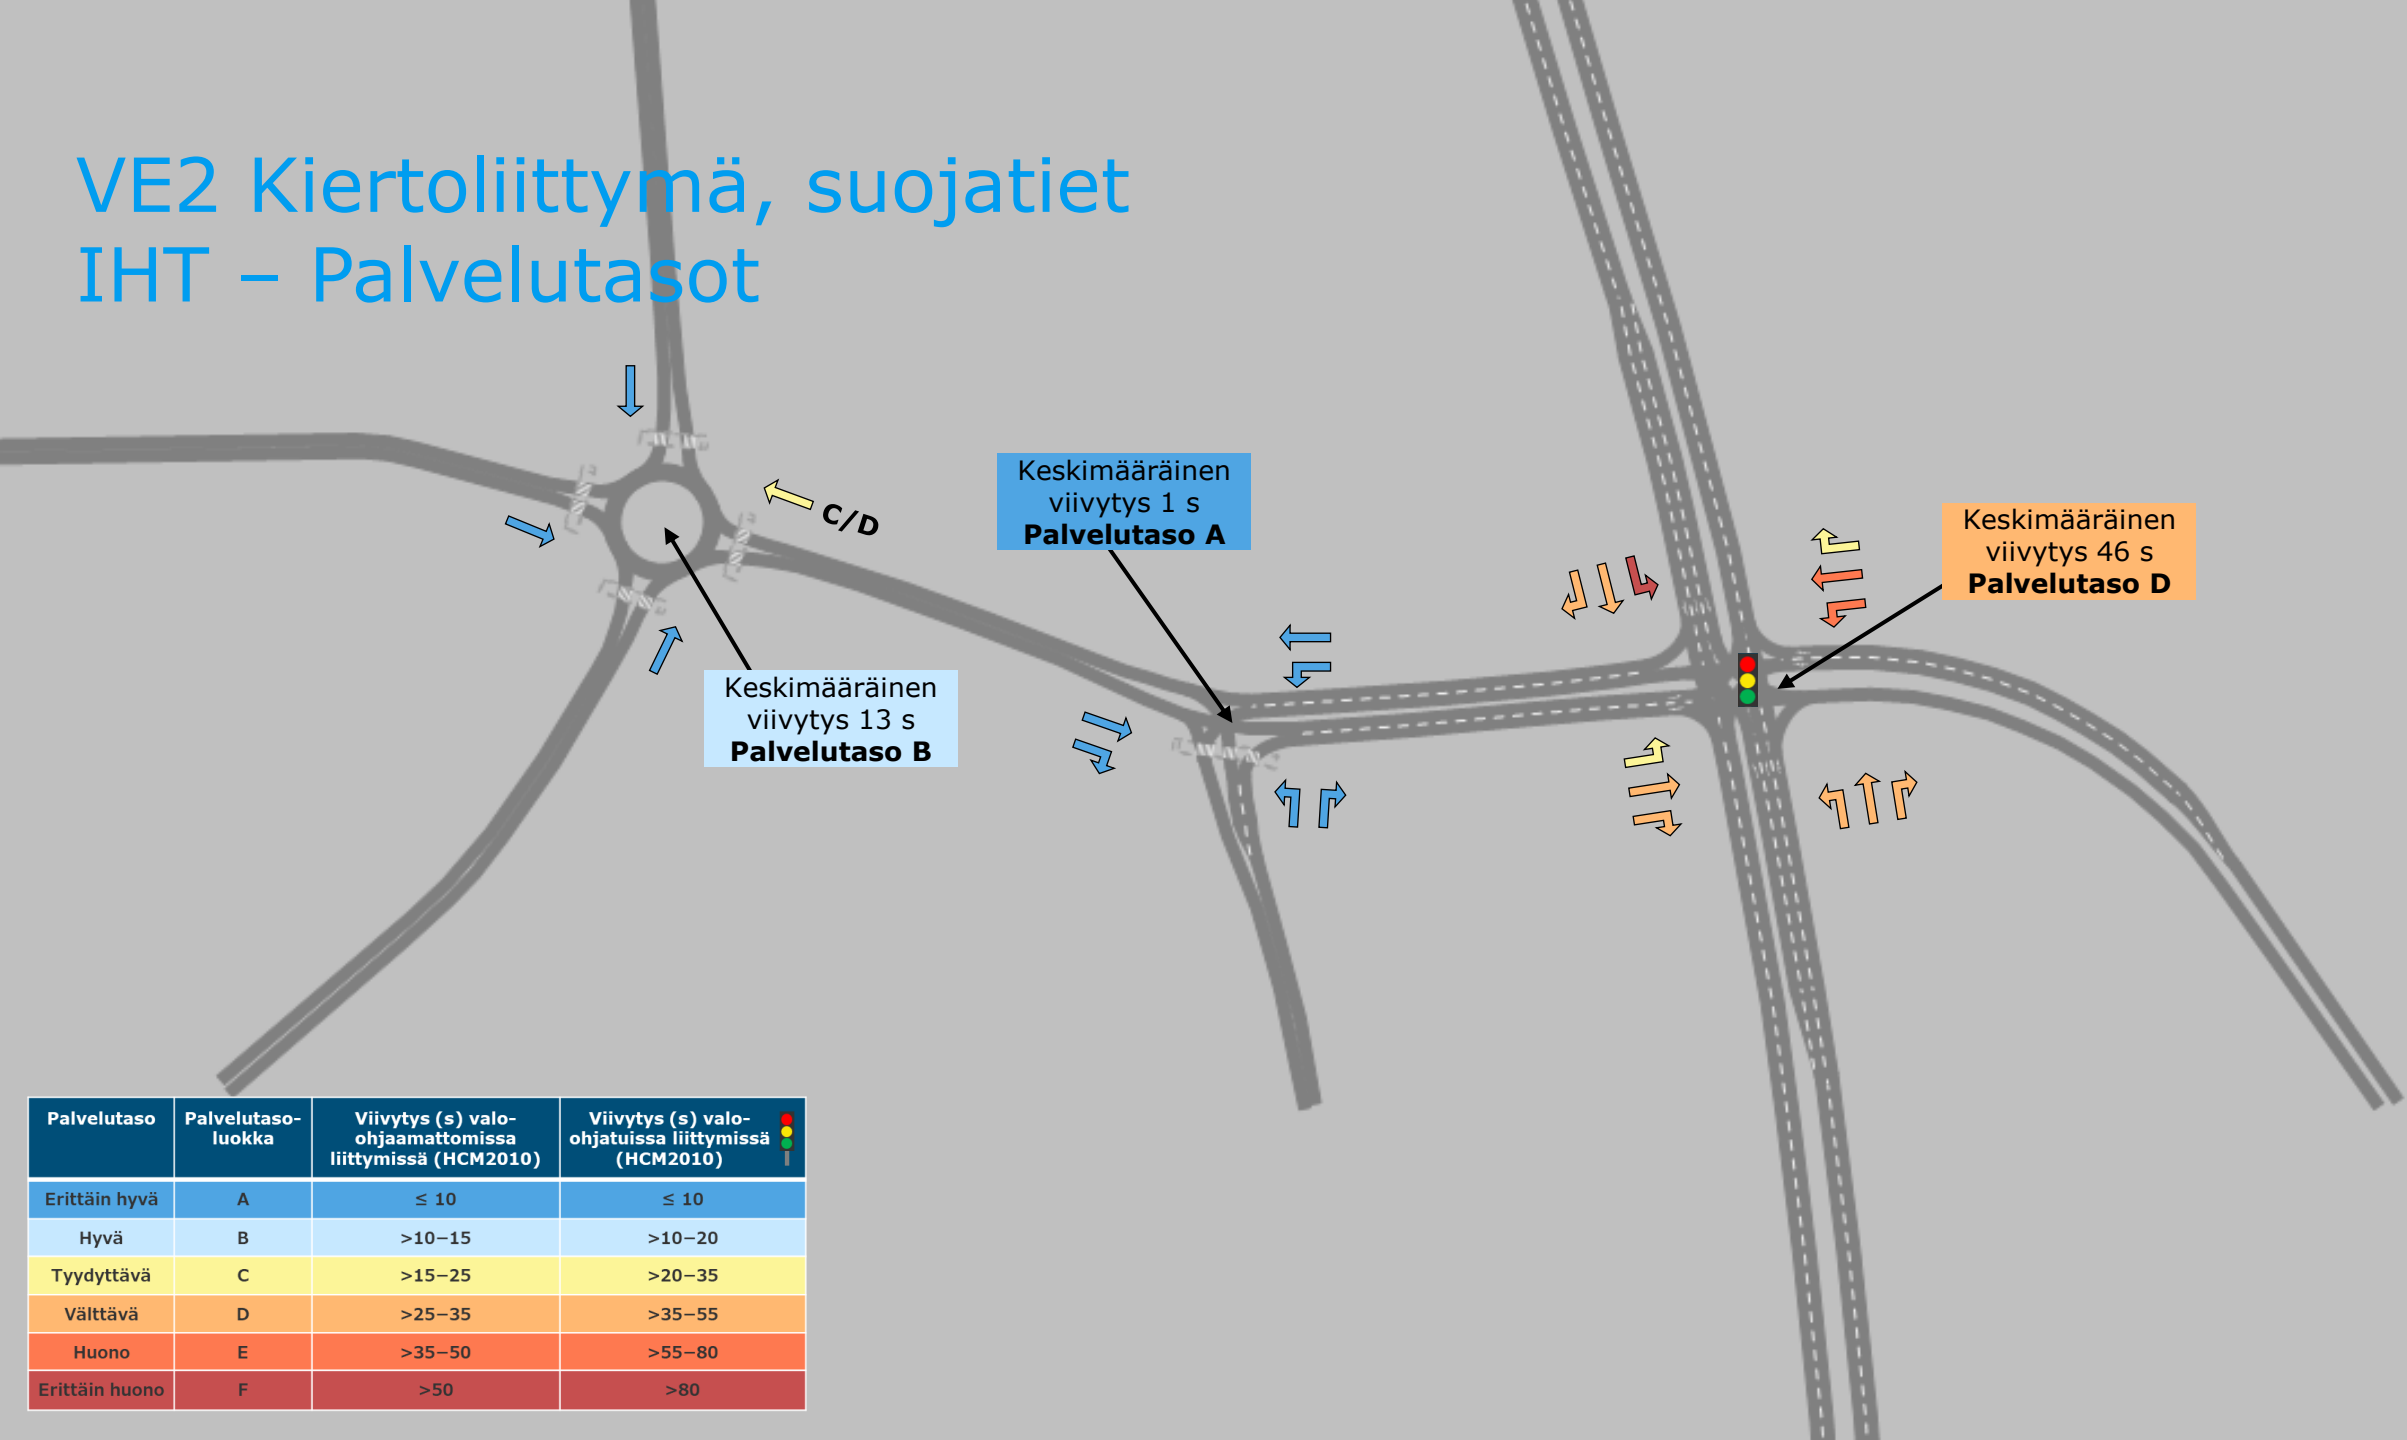 VE2 Kiertoliittymä, suojatiet
IHT – Palvelutasot
C/D
Keskimääräinen
viivytys 1 s
Palvelutaso A
Keskimääräinen
viivytys 46 s
Palvelutaso D
Keskimääräinen
viivytys 13 s
Palvelutaso B
Palvelutaso Palvelutaso- Viivytys (s) valo- Viivytys (s) valo-
luokka ohjaamattomissa ohjatuissa liittymissä
liittymissä (HCM2010) (HCM2010)
Erittäin hyvä A ≤ 10 ≤ 10
Hyvä B >10–15 >10–20
Tyydyttävä C >15–25 >20–35
Välttävä D >25–35 >35–55
Huono E >35–50 >55–80
Erittäin huono F >50 >80